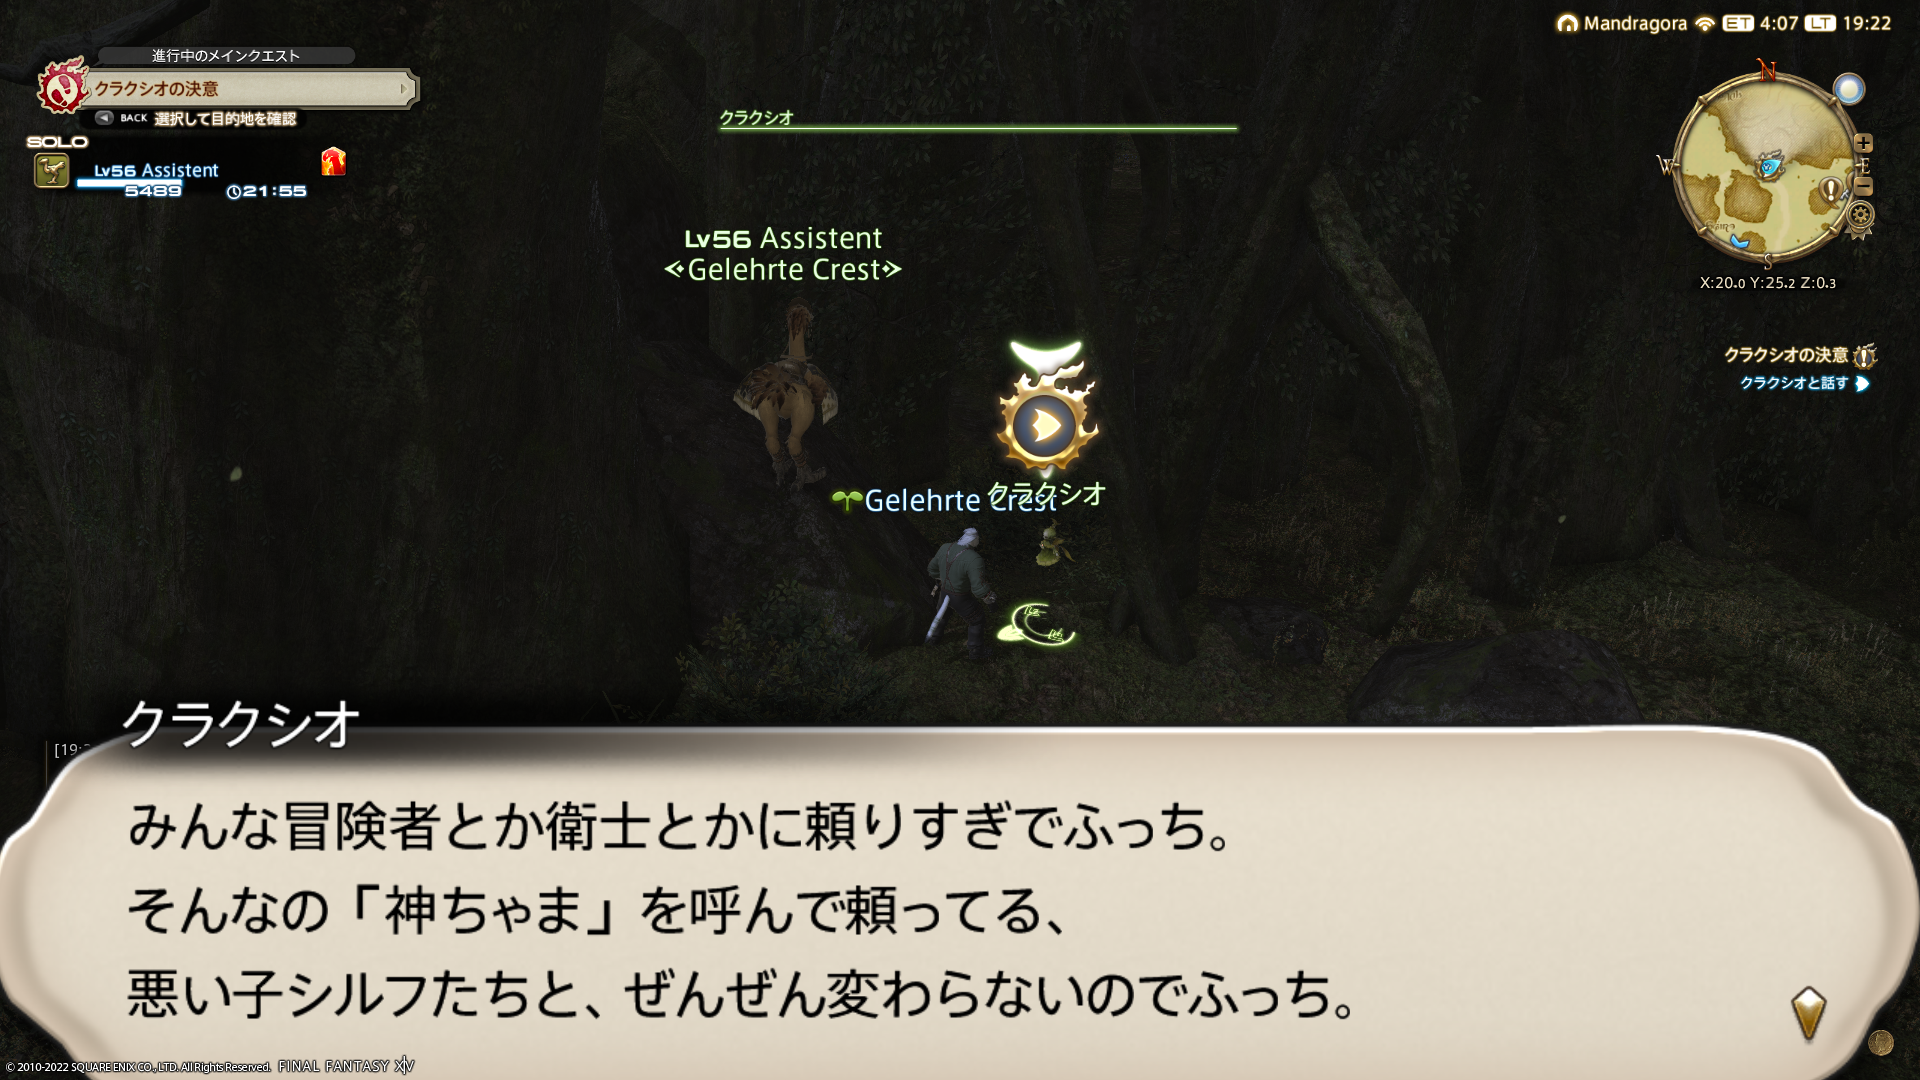 Mandragora ET 4:07 LT 19:22
進行中のメインクエスト
クラクシオの決意
BACK 選択して目的地を確認
SOLO
Lv56 Assistent
5489 21:55
クラクシオ
Lv56 Assistent
Gelehrte Crest
N
W
E
S
X:20.0 Y:25.2 Z:0.3
クラクシオの決意
クラクシオと話す
クラクシオ
Gelehrte Crest
クラクシオ
みんな冒険者とか衛士とかに頼りすぎでふっち。
そんなの「神ちゃま」を呼んで頼ってる、
悪い子シルフたちと、ぜんぜん変わらないのでふっち。
© 2010-2022 SQUARE ENIX CO., LTD. All Rights Reserved. FINAL FANTASY XIV